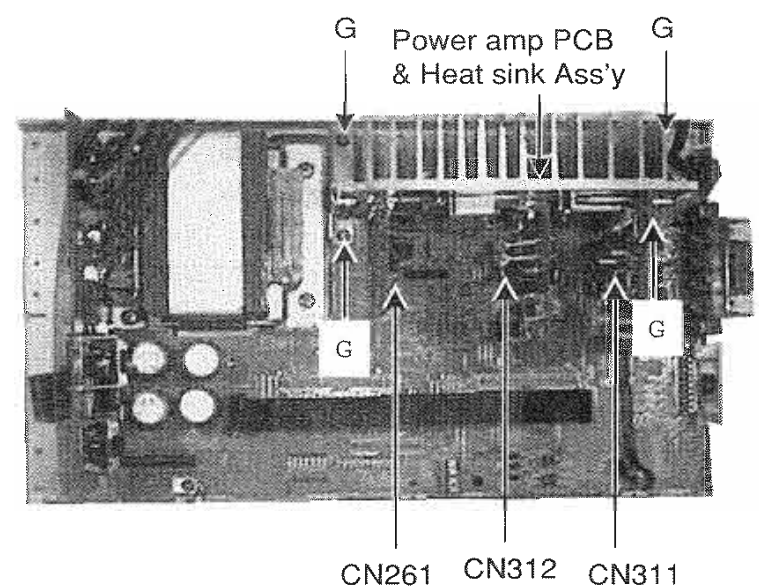 G
Power amp PCB
& Heat sink Ass'y
G
G
G
CN261
CN312
CN311